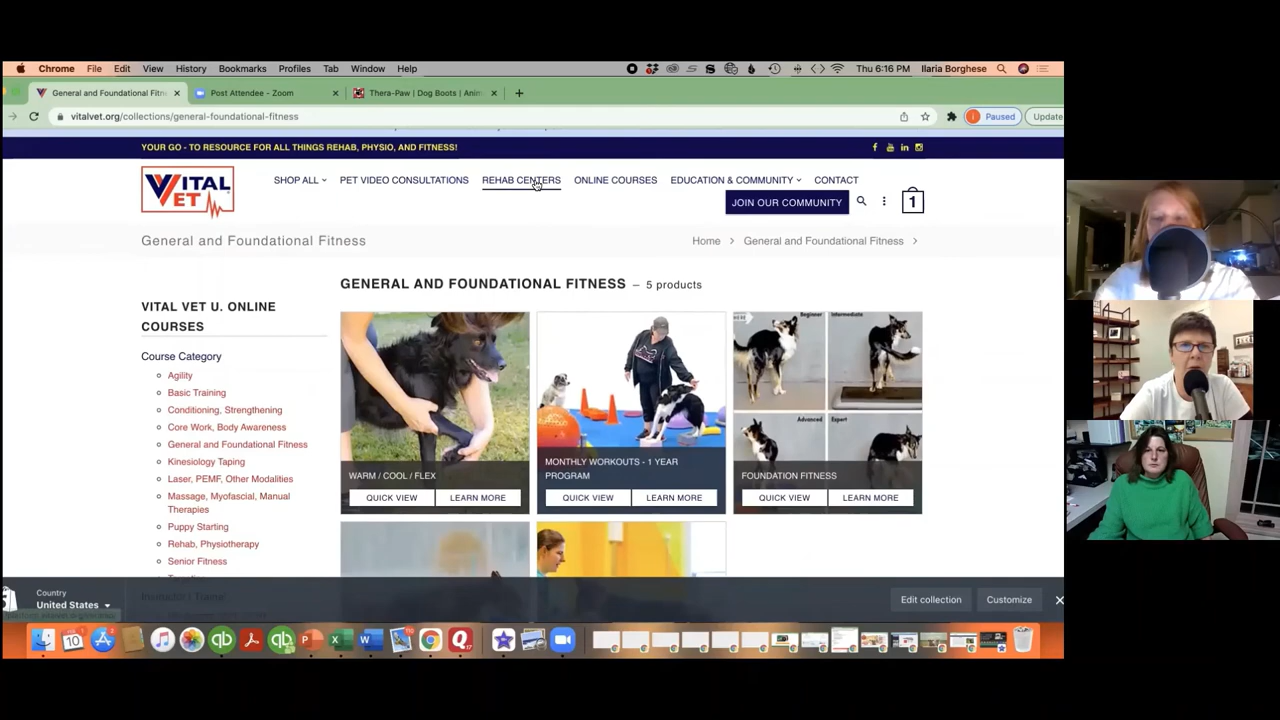 Chrome File Edit View History Bookmarks Profiles Tab Window Help Thu 6:16 PM Ilaria Borghese
General and Foundational Fitn Post Attendee - Zoom Thera-Paw | Dog Boots | Anim
vitalvet.org/collections/general-foundational-fitness Paused Update
YOUR GO - TO RESOURCE FOR ALL THINGS REHAB, PHYSIO, AND FITNESS!
VITAL VET
SHOP ALL PET VIDEO CONSULTATIONS REHAB CENTERS ONLINE COURSES EDUCATION & COMMUNITY CONTACT
JOIN OUR COMMUNITY 1
General and Foundational Fitness Home General and Foundational Fitness
GENERAL AND FOUNDATIONAL FITNESS – 5 products
VITAL VET U. ONLINE
COURSES
Course Category
Agility
Basic Training
Conditioning, Strengthening
Core Work, Body Awareness
General and Foundational Fitness
Kinesiology Taping
Laser, PEMF, Other Modalities
Massage, Myofascial, Manual
Therapies
Puppy Starting
Rehab, Physiotherapy
Senior Fitness
WARM / COOL / FLEX
QUICK VIEW LEARN MORE
MONTHLY WORKOUTS - 1 YEAR
PROGRAM
QUICK VIEW LEARN MORE
Beginner Intermediate
Advanced Expert
FOUNDATION FITNESS
QUICK VIEW LEARN MORE
Country
United States
Edit collection Customize